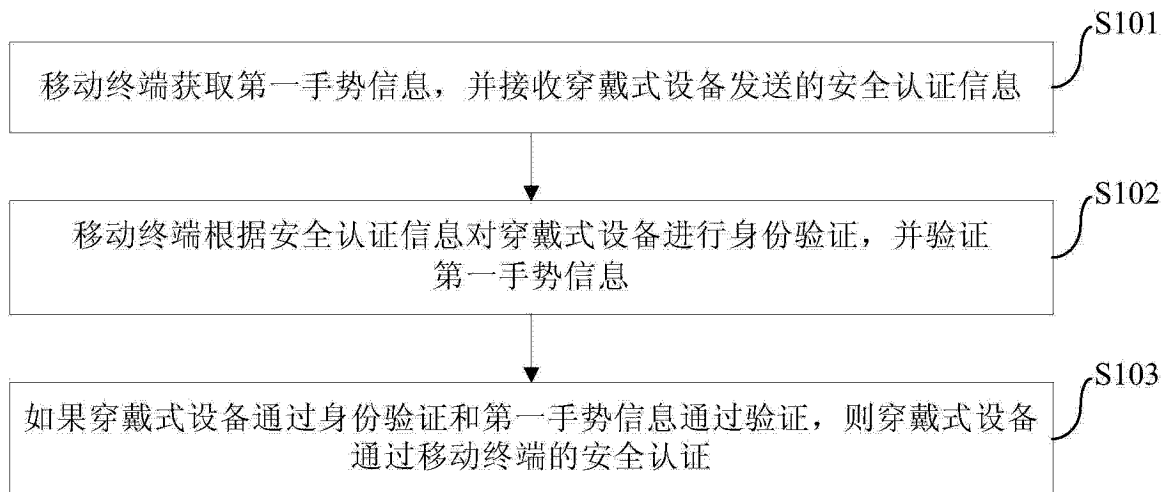 S101
移动终端获取第一手势信息，并接收穿戴式设备发送的安全认证信息
S102
移动终端根据安全认证信息对穿戴式设备进行身份验证，并验证
第一手势信息
S103
如果穿戴式设备通过身份验证和第一手势信息通过验证，则穿戴式设备
通过移动终端的安全认证